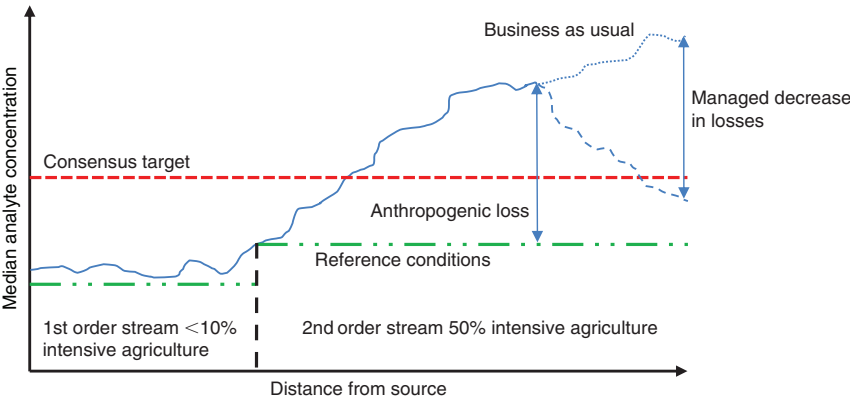 Business as usual
Managed decrease
in losses
Consensus target
Anthropogenic loss
Reference conditions
1st order stream <10%
intensive agriculture
2nd order stream 50% intensive agriculture
Median analyte concentration
Distance from source